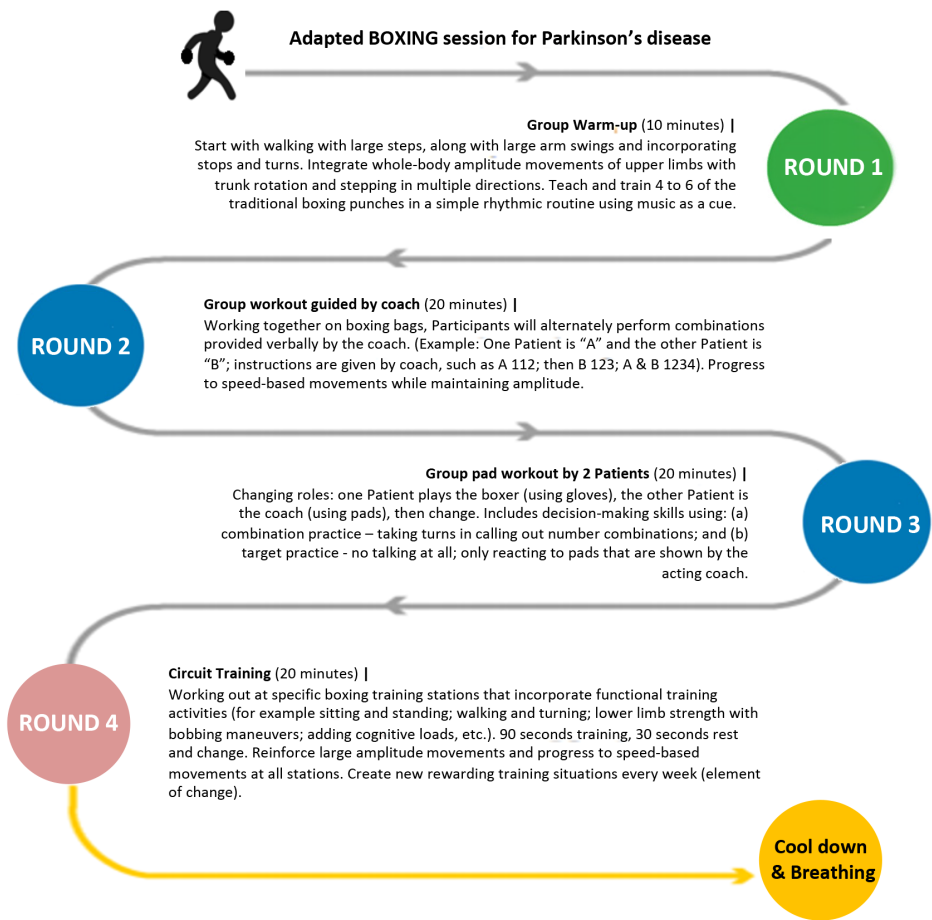 Adapted BOXING session for Parkinson’s disease
Group Warm-up (10 minutes) |
Start with walking with large steps, along with large arm swings and incorporating
stops and turns. Integrate whole-body amplitude movements of upper limbs with
trunk rotation and stepping in multiple directions. Teach and train 4 to 6 of the
traditional boxing punches in a simple rhythmic routine using music as a cue.
ROUND 1
ROUND 2
Group workout guided by coach (20 minutes) |
Working together on boxing bags, Participants will alternately perform combinations
provided verbally by the coach. (Example: One Patient is “A” and the other Patient is
“B”; instructions are given by coach, such as A 112; then B 123; A & B 1234). Progress
to speed-based movements while maintaining amplitude.
Group pad workout by 2 Patients (20 minutes) |
Changing roles: one Patient plays the boxer (using gloves), the other Patient is
the coach (using pads), then change. Includes decision-making skills using: (a)
combination practice – taking turns in calling out number combinations; and (b)
target practice - no talking at all; only reacting to pads that are shown by the
acting coach.
ROUND 3
ROUND 4
Circuit Training (20 minutes) |
Working out at specific boxing training stations that incorporate functional training
activities (for example sitting and standing; walking and turning; lower limb strength with
bobbing maneuvers; adding cognitive loads, etc.). 90 seconds training, 30 seconds rest
and change. Reinforce large amplitude movements and progress to speed-based
movements at all stations. Create new rewarding training situations every week (element
of change).
Cool down
& Breathing